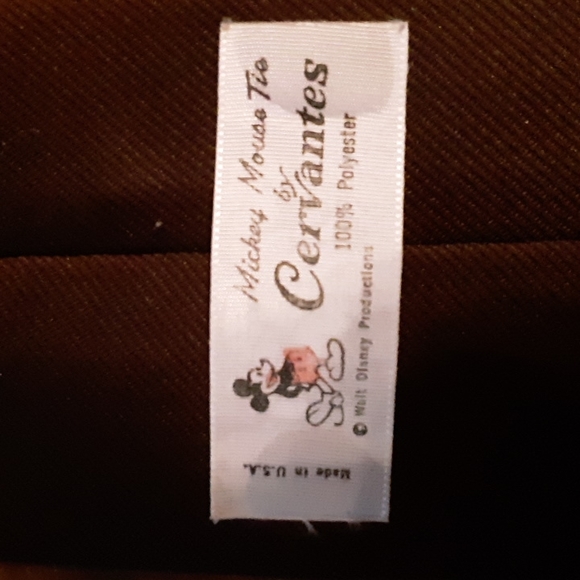 Mickey Mouse Tie
by
Cervantes
100% Polyester
© Walt Disney Productions
Made in U.S.A.